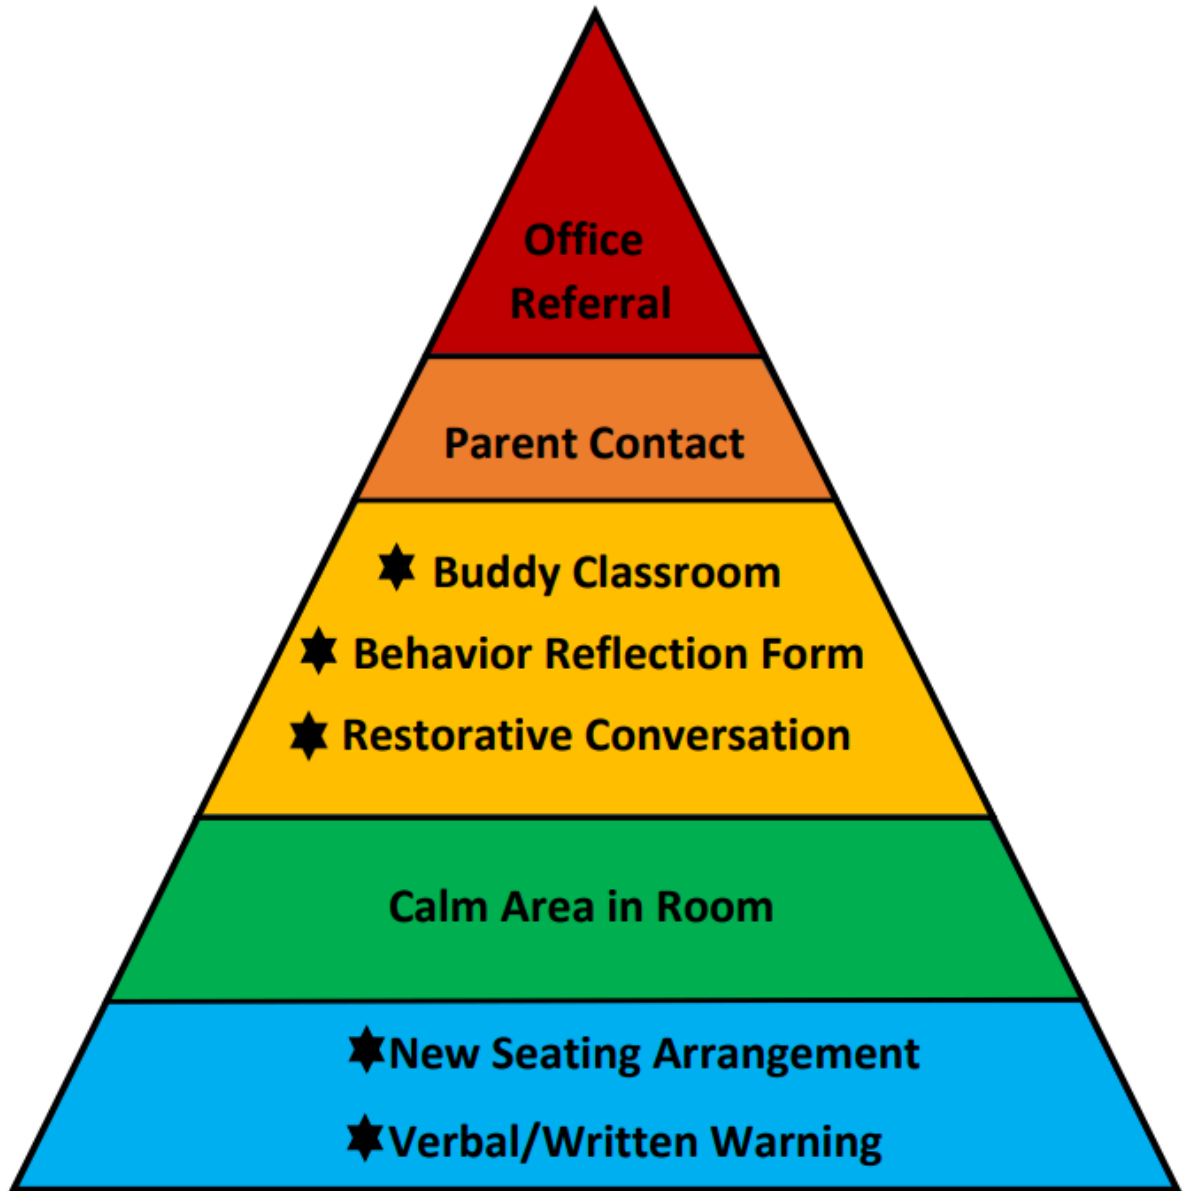 Office
Referral
Parent Contact
Buddy Classroom
Behavior Reflection Form
Restorative Conversation
Calm Area in Room
New Seating Arrangement
Verbal/Written Warning